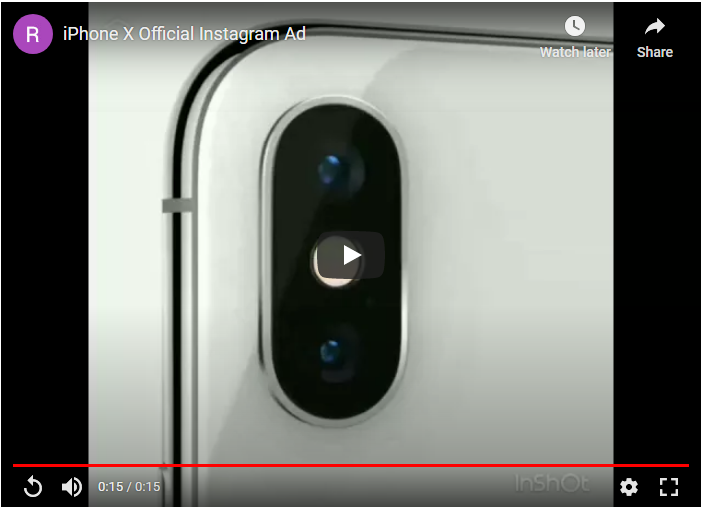 R
iPhone X Official Instagram Ad
Watch later
Share
0:15 / 0:15
InShOt